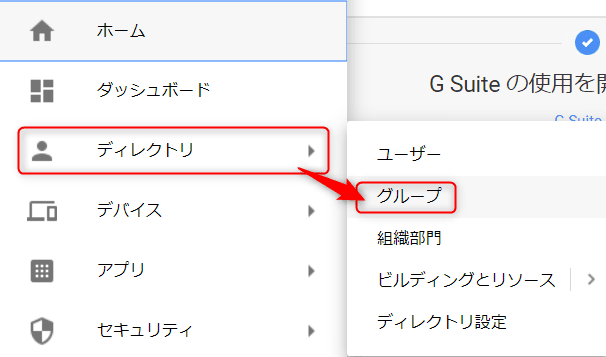 ホーム
ダッシュボード
ディレクトリ
デバイス
アプリ
セキュリティ
G Suite の使用を
G Suite
ユーザー
グループ
組織部門
ビルディングとリソース
ディレクトリ設定